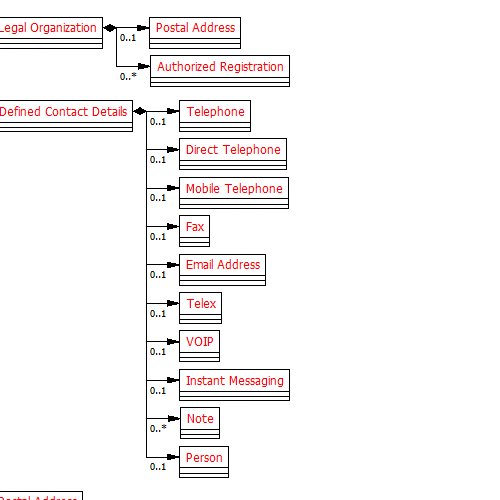 Legal Organization
Postal Address
0..1
Authorized Registration
0..*
Defined Contact Details
Telephone
0..1
Direct Telephone
0..1
Mobile Telephone
0..1
Fax
0..1
Email Address
0..1
Telex
0..1
VOIP
0..1
Instant Messaging
0..1
Note
0..*
Person
0..1
Postal Address